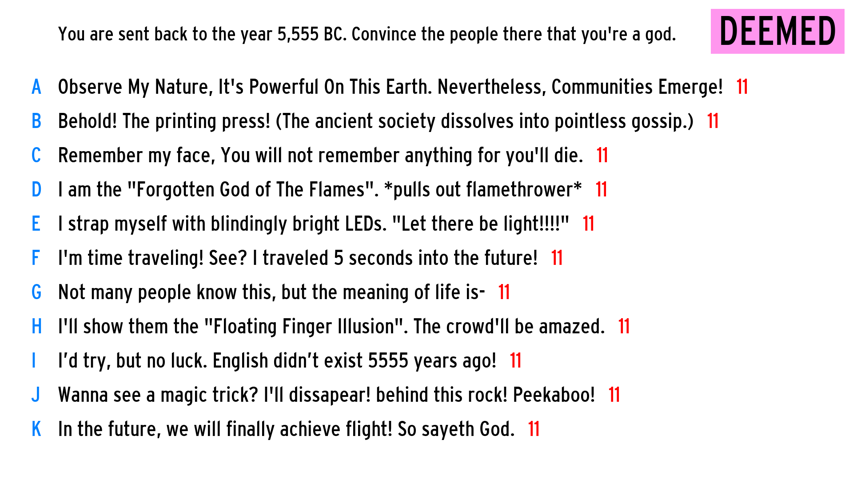 You are sent back to the year 5,555 BC. Convince the people there that you're a god.
DEEMED
A Observe My Nature, It's Powerful On This Earth. Nevertheless, Communities Emerge! 11
B Behold! The printing press! (The ancient society dissolves into pointless gossip.) 11
C Remember my face, You will not remember anything for you'll die. 11
D I am the "Forgotten God of The Flames". *pulls out flamethrower* 11
E I strap myself with blindingly bright LEDs. "Let there be light!!!!" 11
F I'm time traveling! See? I traveled 5 seconds into the future! 11
G Not many people know this, but the meaning of life is- 11
H I'll show them the "Floating Finger Illusion". The crowd'll be amazed. 11
I I’d try, but no luck. English didn’t exist 5555 years ago! 11
J Wanna see a magic trick? I'll dissapear! behind this rock! Peekaboo! 11
K In the future, we will finally achieve flight! So sayeth God. 11